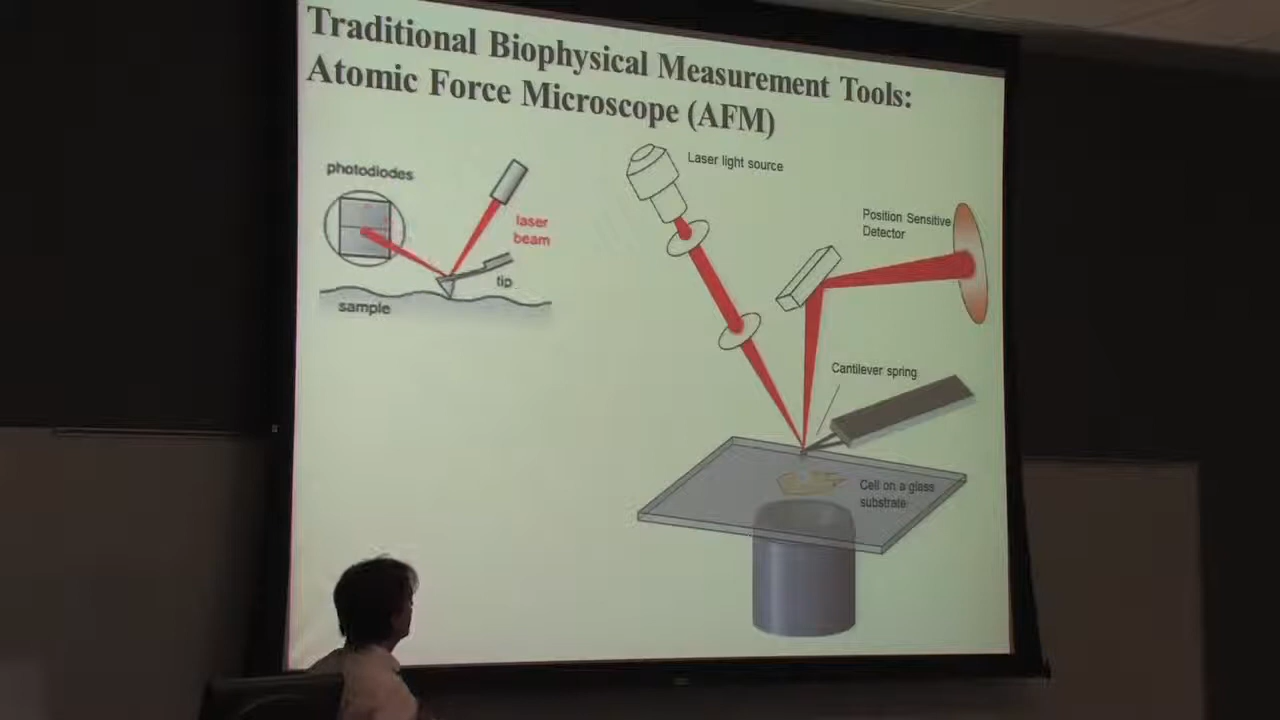 Traditional Biophysical Measurement Tools:
Atomic Force Microscope (AFM)
photodiodes
laser
beam
tip
sample
Laser light source
Position Sensitive
Detector
Cantilever spring
Cell on a glass
substrate